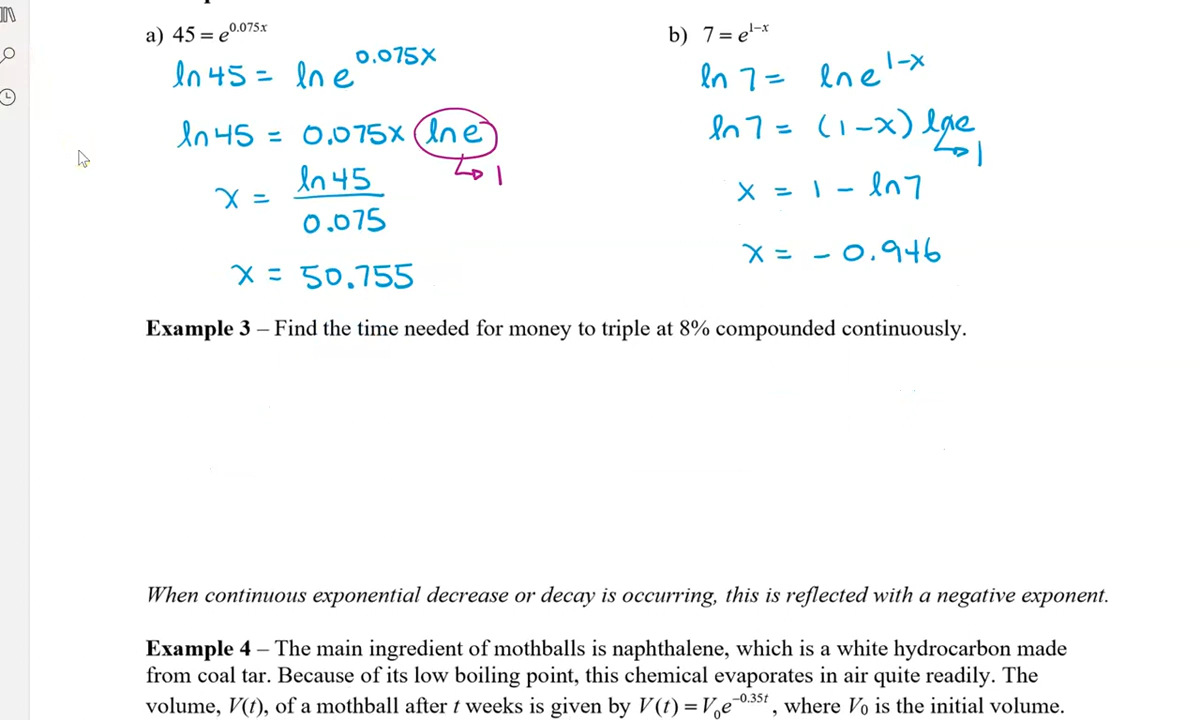 a) 45 = e^0.075x
ln 45 = ln e^0.075x
ln 45 = 0.075x ln e
→ 1
x = ln 45 / 0.075
x = 50.755
b) 7 = e^1−x
ln 7 = ln e^1−x
ln 7 = (1−x) lne
→ 1
x = 1 − ln 7
x = − 0.946
Example 3 – Find the time needed for money to triple at 8% compounded continuously.
When continuous exponential decrease or decay is occurring, this is reflected with a negative exponent.
Example 4 – The main ingredient of mothballs is naphthalene, which is a white hydrocarbon made
from coal tar. Because of its low boiling point, this chemical evaporates in air quite readily. The
volume, V(t), of a mothball after t weeks is given by V(t) = V₀e^−0.35t, where V₀ is the initial volume.